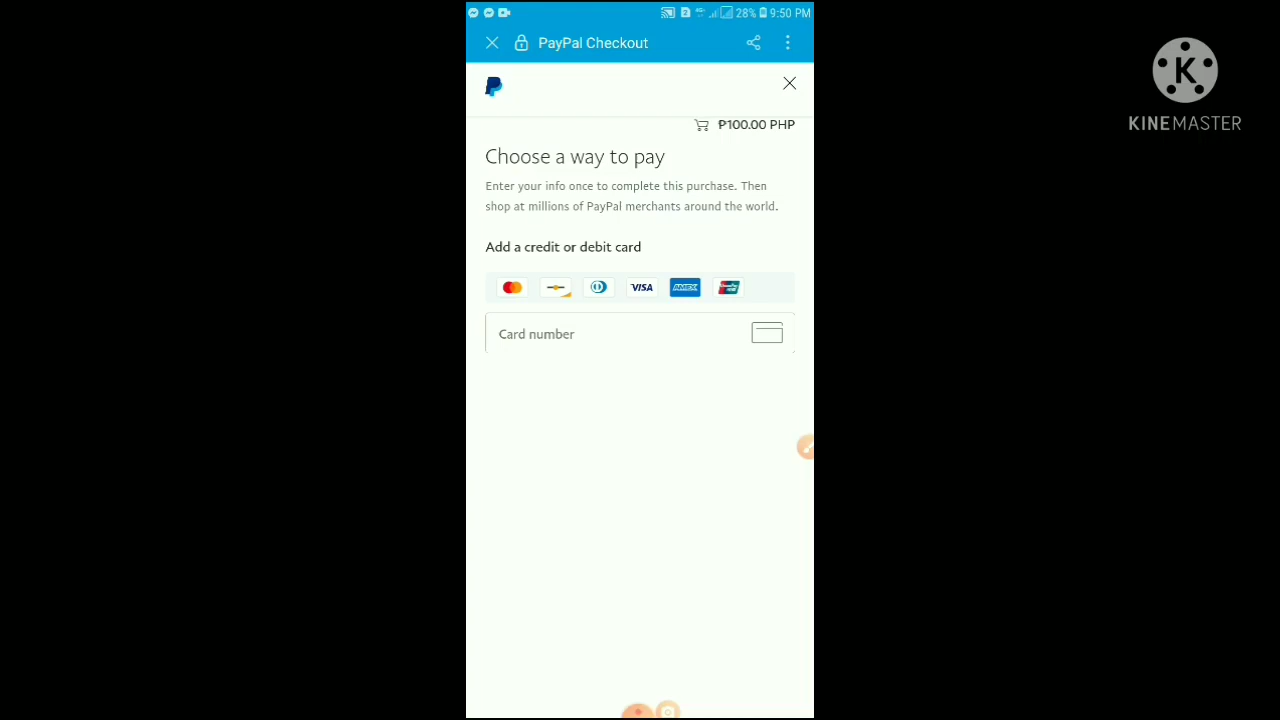 28% 9:50 PM
PayPal Checkout
₱100.00 PHP
Choose a way to pay
Enter your info once to complete this purchase. Then
shop at millions of PayPal merchants around the world.
Add a credit or debit card
VISA AMEX
Card number
K
KINEMASTER